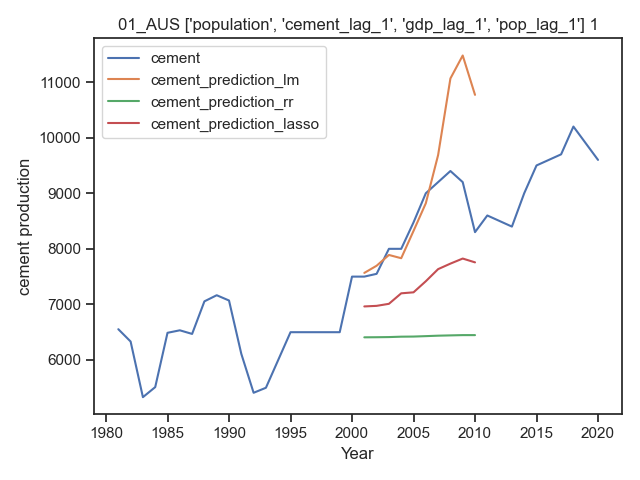 01_AUS ['population', 'cement_lag_1', 'gdp_lag_1', 'pop_lag_1'] 1
cement
cement_prediction_lm
cement_prediction_rr
cement_prediction_lasso
cement production
11000
10000
9000
8000
7000
6000
1980 1985 1990 1995 2000 2005 2010 2015 2020
Year